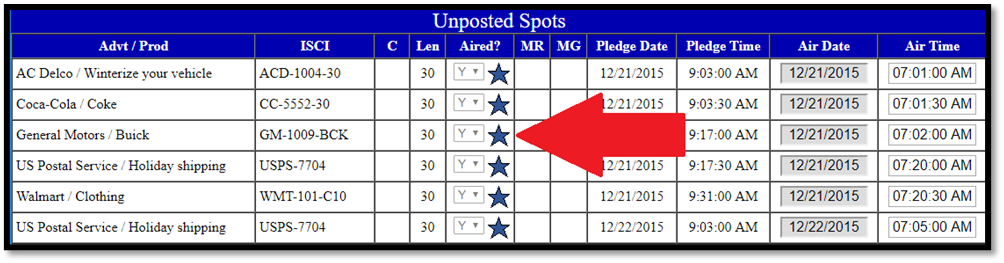 Unposted Spots
Advt / Prod ISCI C Len Aired? MR MG Pledge Date Pledge Time Air Date Air Time
AC Delco / Winterize your vehicle ACD-1004-30 30 Y 12/21/2015 9:03:00 AM 12/21/2015 07:01:00 AM
Coca-Cola / Coke CC-5552-30 30 Y 12/21/2015 9:03:30 AM 12/21/2015 07:01:30 AM
General Motors / Buick GM-1009-BCK 30 Y 9:17:00 AM 12/21/2015 07:02:00 AM
US Postal Service / Holiday shipping USPS-7704 30 Y 12/21/2015 9:17:30 AM 12/21/2015 07:20:00 AM
Walmart / Clothing WMT-101-C10 30 Y 12/21/2015 9:31:00 AM 12/21/2015 07:20:30 AM
US Postal Service / Holiday shipping USPS-7704 30 Y 12/22/2015 9:03:00 AM 12/22/2015 07:05:00 AM